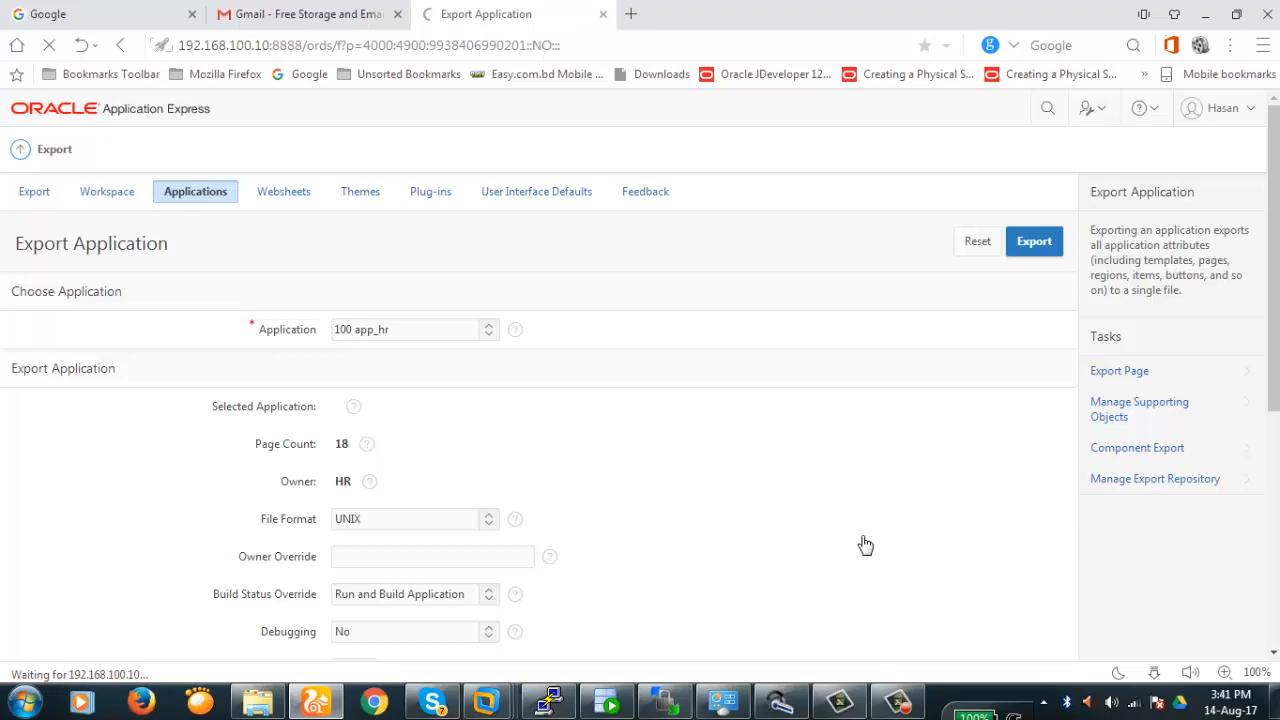 Google
Gmail - Free Storage and Emai
Export Application
192.168.100.10:8888/ords/f?p=4000:4900:9938406990201::NO:::
Google
Bookmarks Toolbar
Mozilla Firefox
Google
Unsorted Bookmarks
Easy.com.bd Mobile ...
Downloads
Oracle JDeveloper 12...
Creating a Physical S...
Creating a Physical S...
Mobile bookmarks
ORACLE Application Express
Hasan
Export
Export
Workspace
Applications
Websheets
Themes
Plug-ins
User Interface Defaults
Feedback
Export Application
Export Application
Reset
Export
Exporting an application exports
all application attributes
(including templates, pages,
regions, items, buttons, and so
on) to a single file.
Choose Application
* Application 100 app_hr
Tasks
Export Application
Export Page
Manage Supporting
Objects
Component Export
Manage Export Repository
Selected Application:
Page Count: 18
Owner: HR
File Format UNIX
Owner Override
Build Status Override Run and Build Application
Debugging No
Waiting for 192.168.100.10...
100%
3:41 PM
14-Aug-17
100%